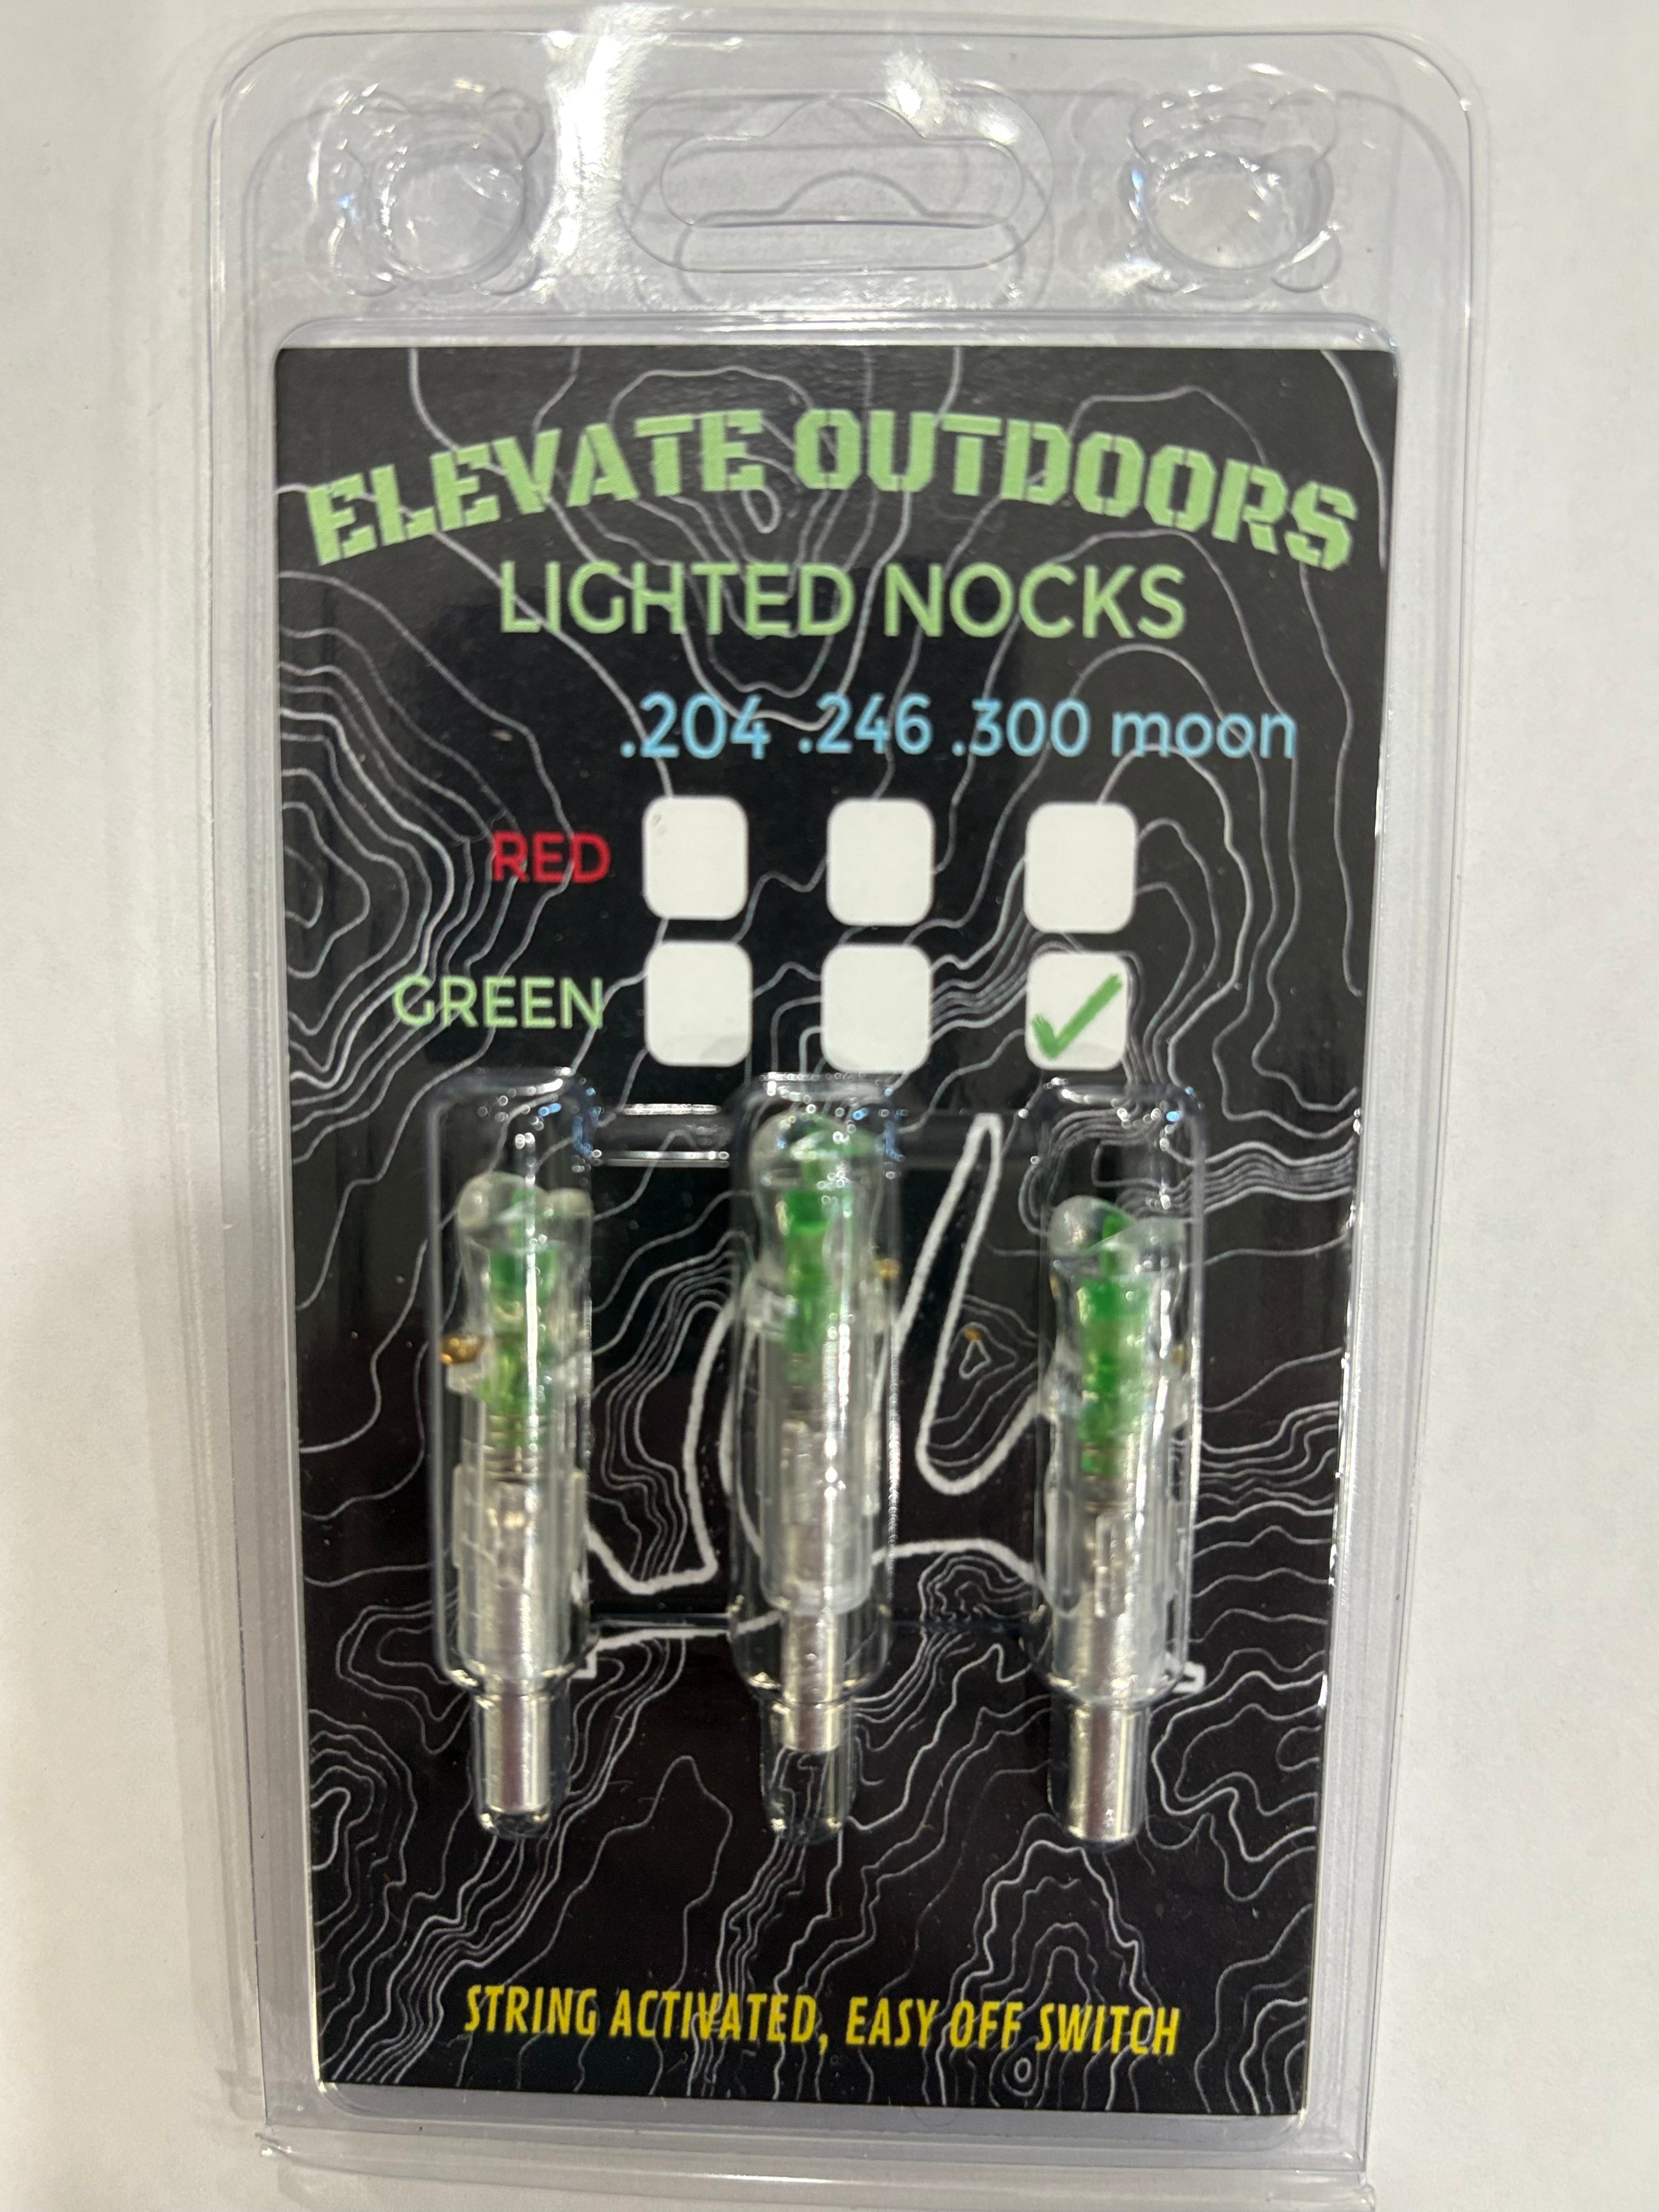 ELEVATE OUTDOORS
LIGHTED NOCKS
.204 .246 .300 moon
RED
GREEN
STRING ACTIVATED, EASY OFF SWITCH